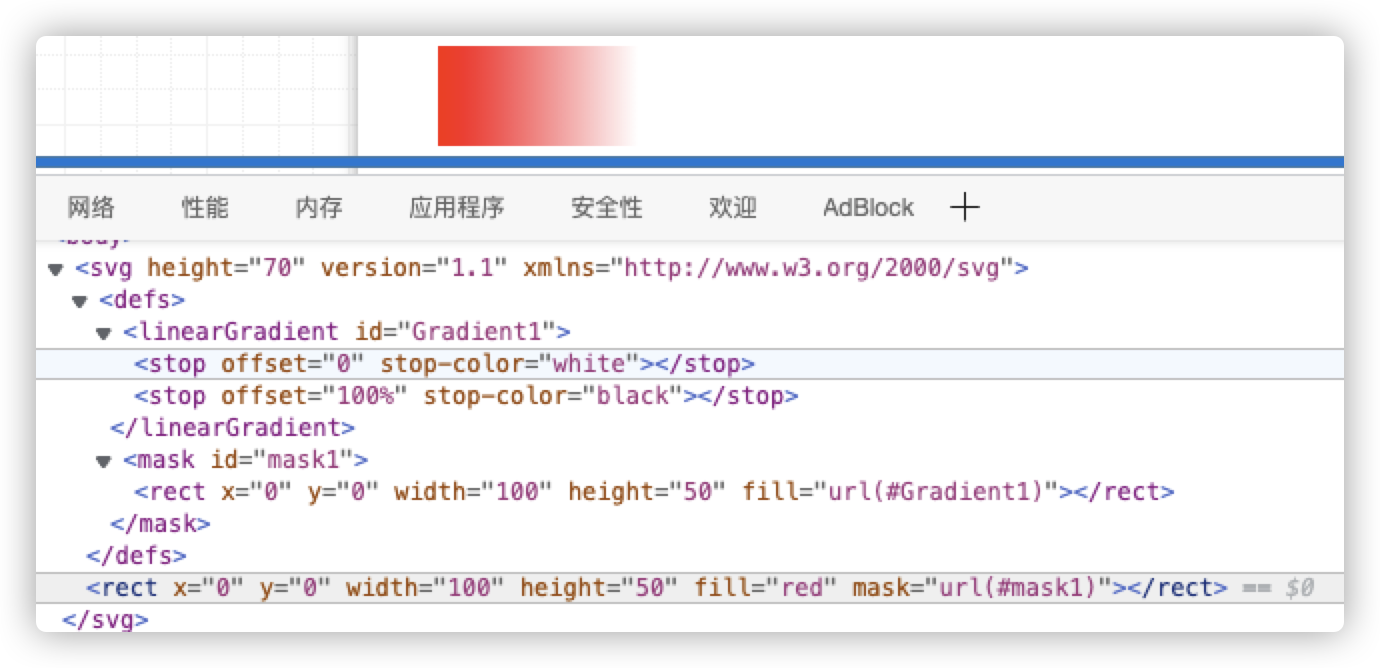 网络 性能 内存 应用程序 安全性 欢迎 AdBlock
<body>
<svg height="70" version="1.1" xmlns="http://www.w3.org/2000/svg">
<defs>
<linearGradient id="Gradient1">
<stop offset="0" stop-color="white"></stop>
<stop offset="100%" stop-color="black"></stop>
</linearGradient>
<mask id="mask1">
<rect x="0" y="0" width="100" height="50" fill="url(#Gradient1)"></rect>
</mask>
</defs>
<rect x="0" y="0" width="100" height="50" fill="red" mask="url(#mask1)"></rect> == $0
</svg>